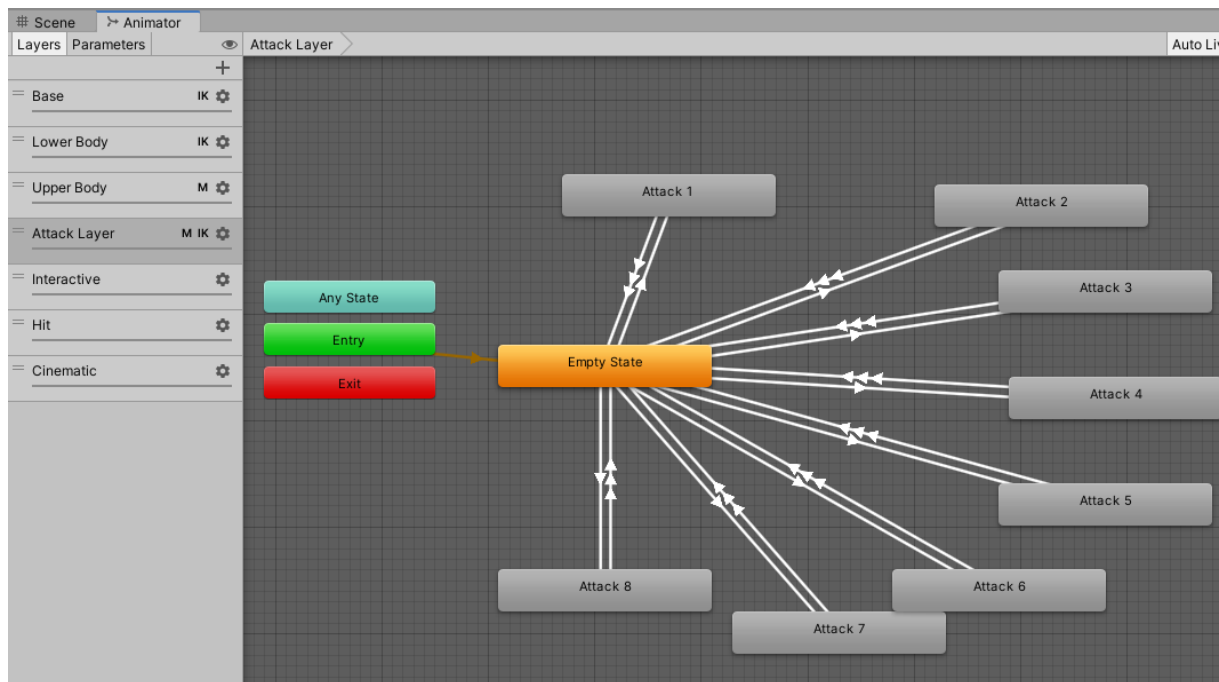 Scene
Animator
Layers
Parameters
Attack Layer
Auto Li
Base IK
Lower Body IK
Upper Body M
Attack Layer M IK
Interactive
Hit
Cinematic
Any State
Entry
Exit
Empty State
Attack 1
Attack 2
Attack 3
Attack 4
Attack 5
Attack 6
Attack 7
Attack 8